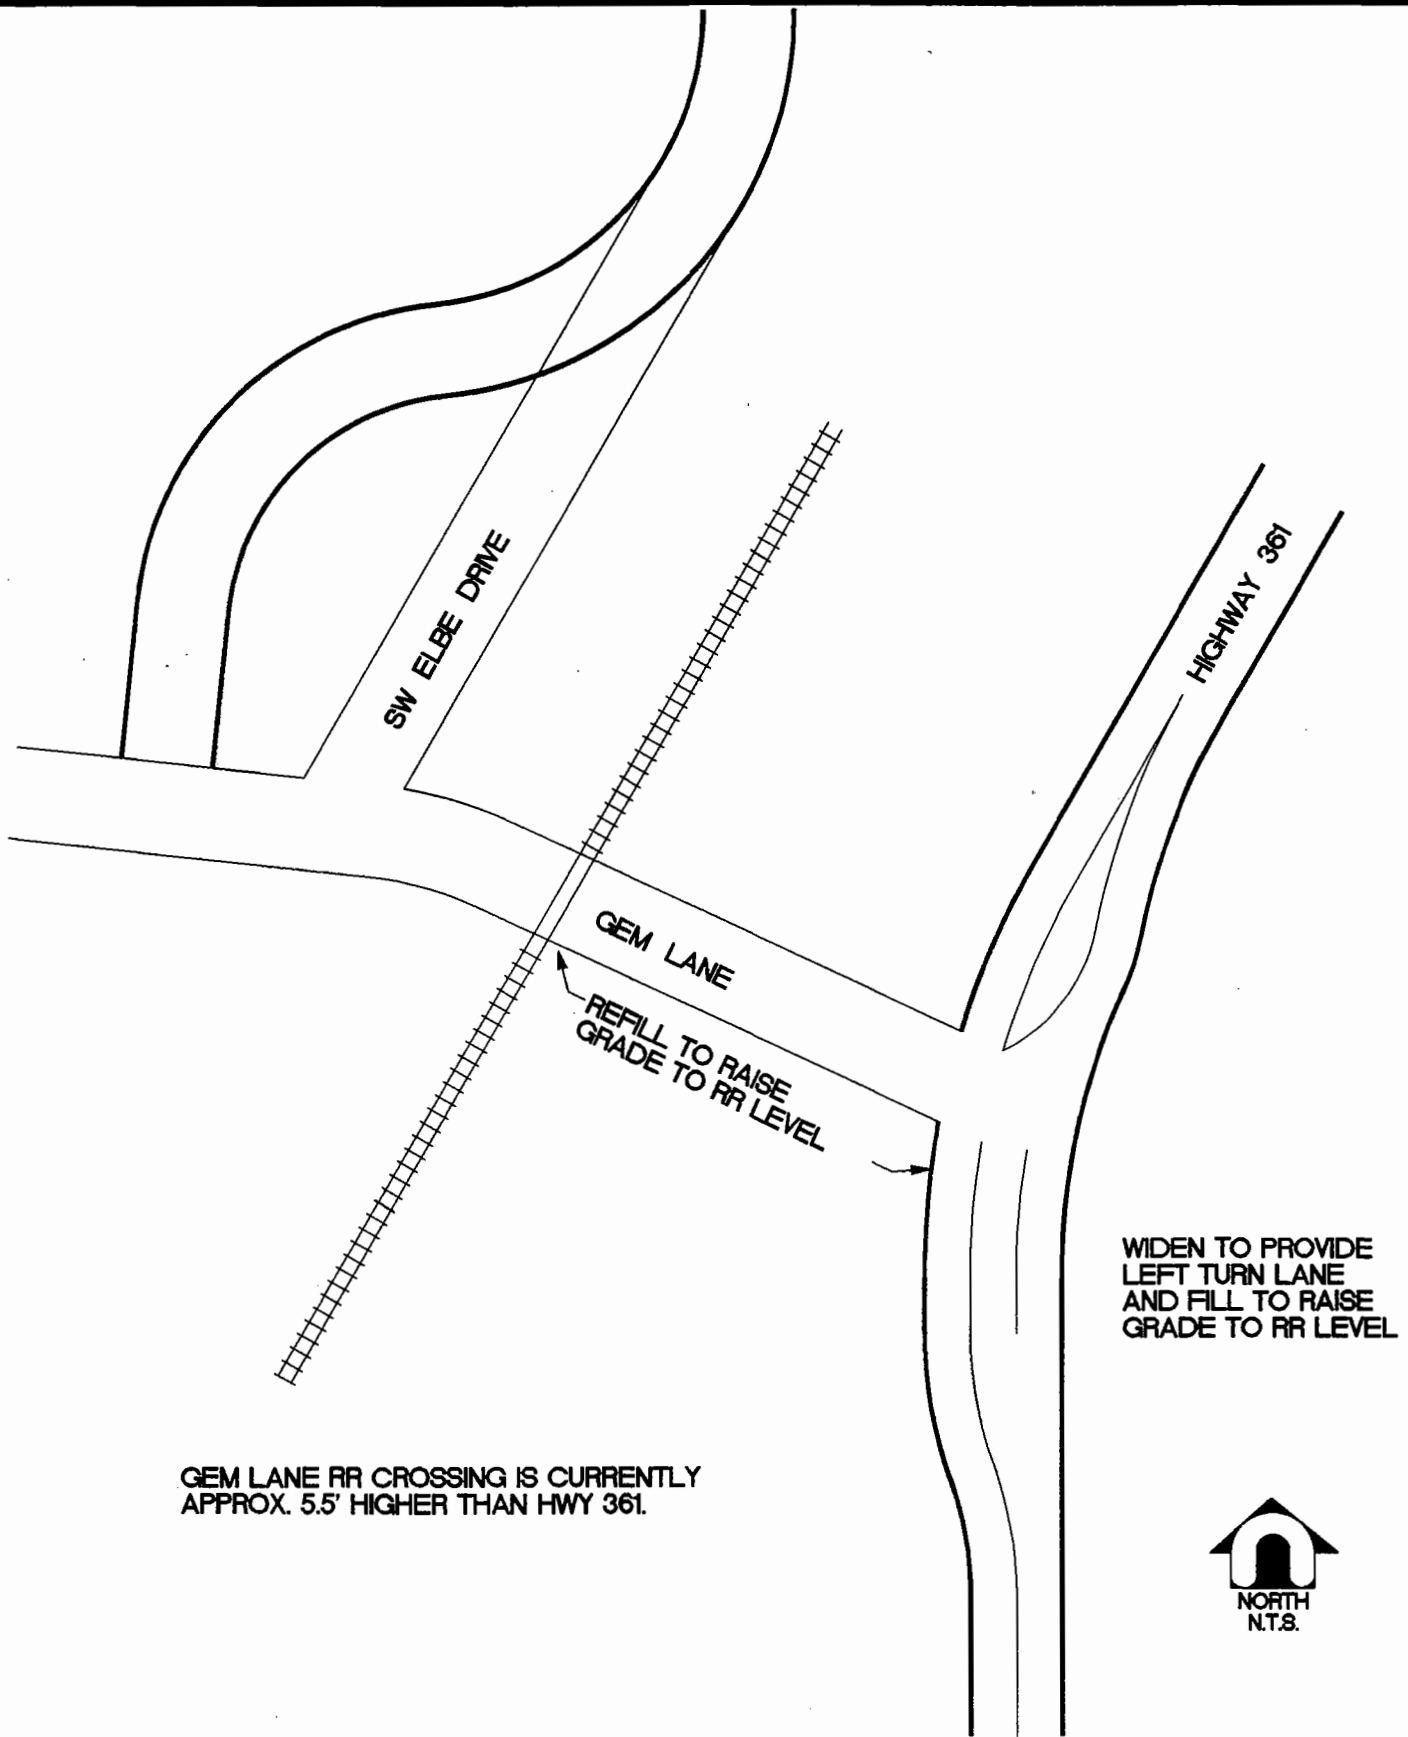 SW ELBE DRIVE
HIGHWAY 361
GEM LANE
REFILL TO RAISE
GRADE TO RR LEVEL
WIDEN TO PROVIDE
LEFT TURN LANE
AND FILL TO RAISE
GRADE TO RR LEVEL
GEM LANE RR CROSSING IS CURRENTLY
APPROX. 5.5' HIGHER THAN HWY 361.
NORTH
N.T.S.